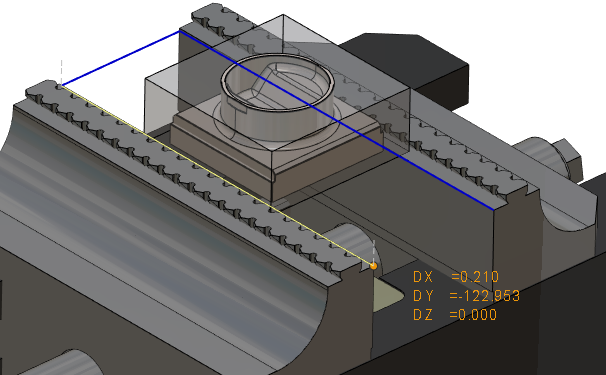 DX =0.210
DY =-122.953
DZ =0.000